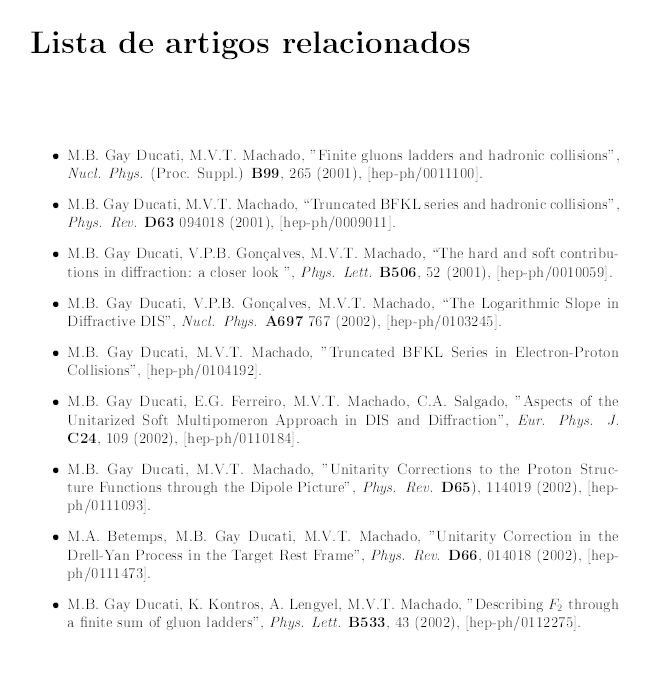 Lista de artigos relacionados
• M.B. Gay Ducati, M.V.T. Machado, ”Finite gluons ladders and hadronic collisions”,
Nucl. Phys. (Proc. Suppl.) B99, 265 (2001), [hep-ph/0011100].
• M.B. Gay Ducati, M.V.T. Machado, “Truncated BFKL series and hadronic collisions”,
Phys. Rev. D63 094018 (2001), [hep-ph/0009011].
• M.B. Gay Ducati, V.P.B. Gonçalves, M.V.T. Machado, “The hard and soft contribu-
tions in diffraction: a closer look ”, Phys. Lett. B506, 52 (2001), [hep-ph/0010059].
• M.B. Gay Ducati, V.P.B. Gonçalves, M.V.T. Machado, “The Logarithmic Slope in
Diffractive DIS”, Nucl. Phys. A697 767 (2002), [hep-ph/0103245].
• M.B. Gay Ducati, M.V.T. Machado, ”Truncated BFKL Series in Electron-Proton
Collisions”, [hep-ph/0104192].
• M.B. Gay Ducati, E.G. Ferreiro, M.V.T. Machado, C.A. Salgado, ”Aspects of the
Unitarized Soft Multipomeron Approach in DIS and Diffraction”, Eur. Phys. J.
C24, 109 (2002), [hep-ph/0110184].
• M.B. Gay Ducati, M.V.T. Machado, ”Unitarity Corrections to the Proton Struc-
ture Functions through the Dipole Picture”, Phys. Rev. D65), 114019 (2002), [hep-
ph/0111093].
• M.A. Betemps, M.B. Gay Ducati, M.V.T. Machado, ”Unitarity Correction in the
Drell-Yan Process in the Target Rest Frame”, Phys. Rev. D66, 014018 (2002), [hep-
ph/0111473].
• M.B. Gay Ducati, K. Kontros, A. Lengyel, M.V.T. Machado, ”Describing F₂ through
a finite sum of gluon ladders”, Phys. Lett. B533, 43 (2002), [hep-ph/0112275].